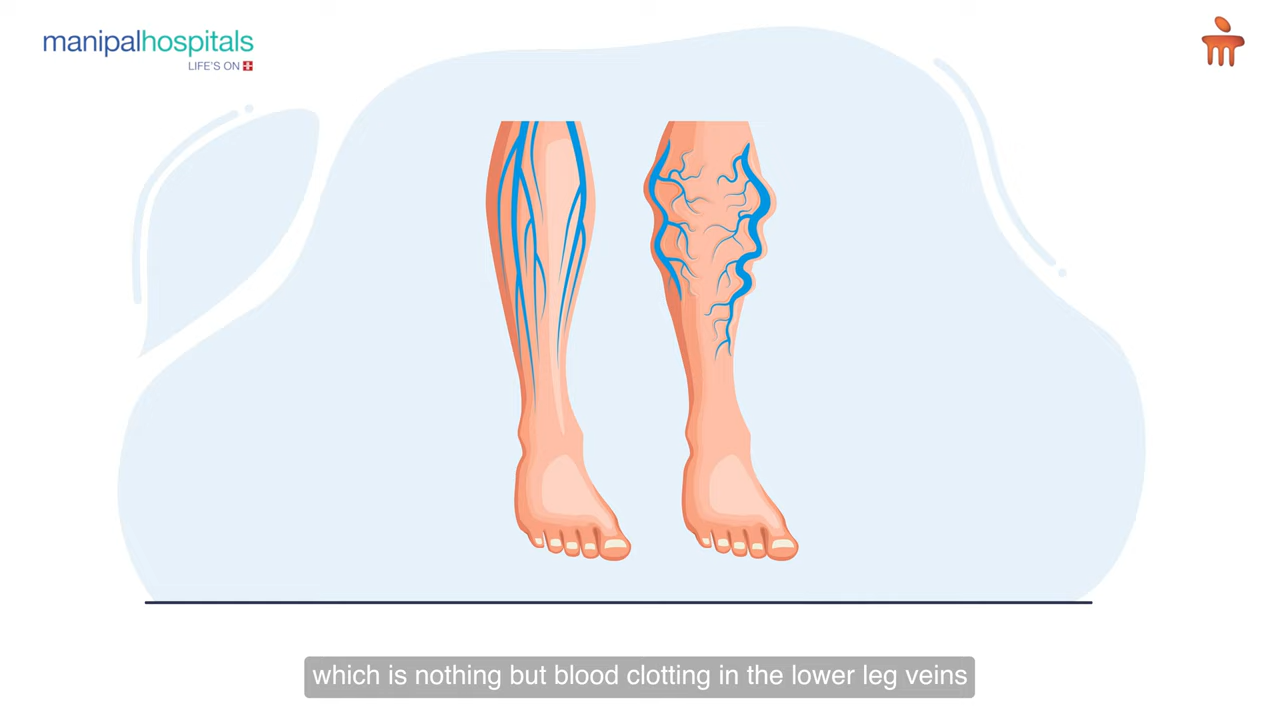 manipalhospitals
LIFE'S ON
which is nothing but blood clotting in the lower leg veins